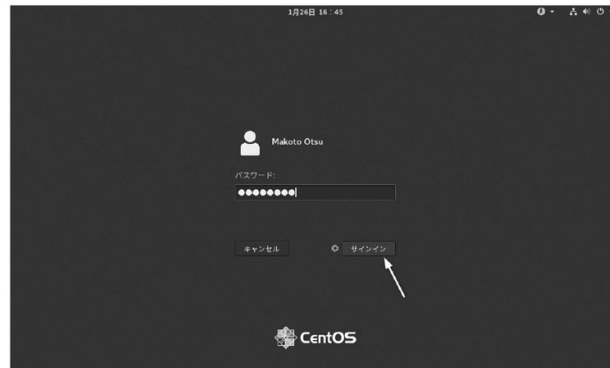 1月26日 16：45
Makoto Otsu
パスワード:
キャンセル
サインイン
CentOS